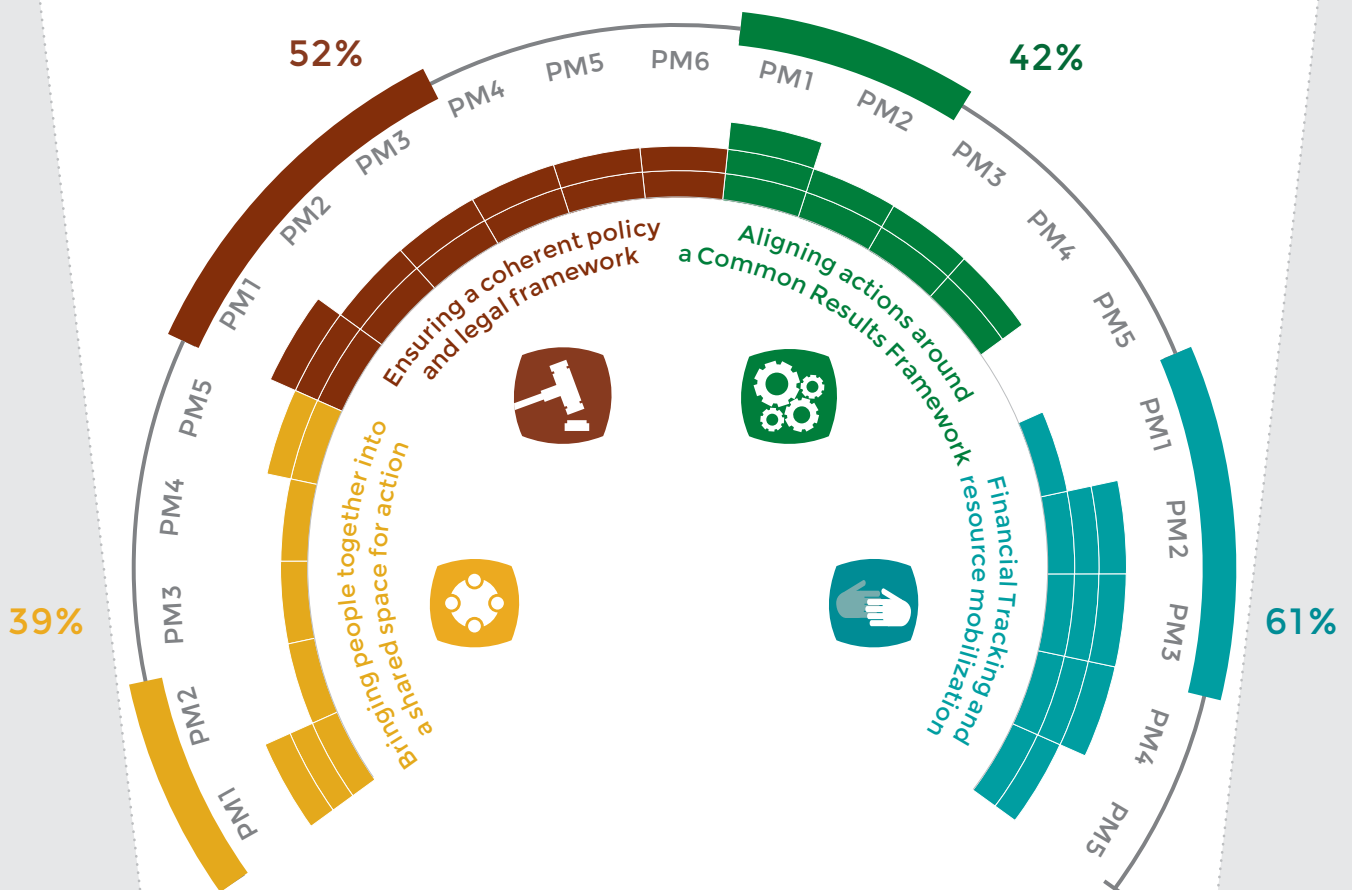 52%
42%
39%
61%
PM1
PM2
PM3
PM4
PM5
PM1
PM2
PM3
PM4
PM5
PM6
PM1
PM2
PM3
PM4
PM5
PM1
PM2
PM3
PM4
PM5
Bringing people together into
a shared space for action
Ensuring a coherent policy
and legal framework
Aligning actions around
a Common Results Framework
Financial Tracking and
resource mobilization